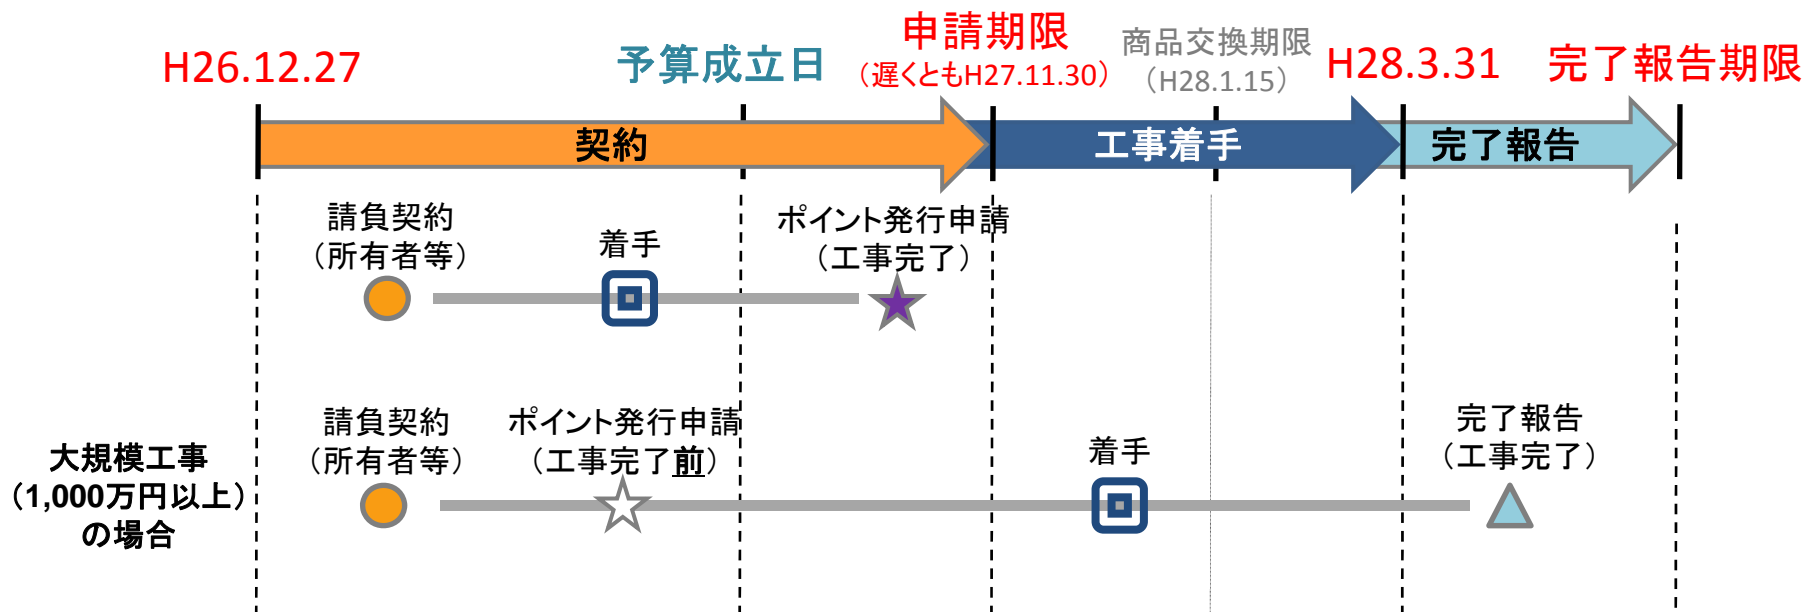 H26.12.27
予算成立日
申請期限
（遅くともH27.11.30）
商品交換期限
（H28.1.15）
H28.3.31
完了報告期限
契約
工事着手
完了報告
請負契約
（所有者等）
着手
ポイント発行申請
（工事完了）
大規模工事
（1,000万円以上）
の場合
請負契約
（所有者等）
ポイント発行申請
（工事完了前）
着手
完了報告
（工事完了）